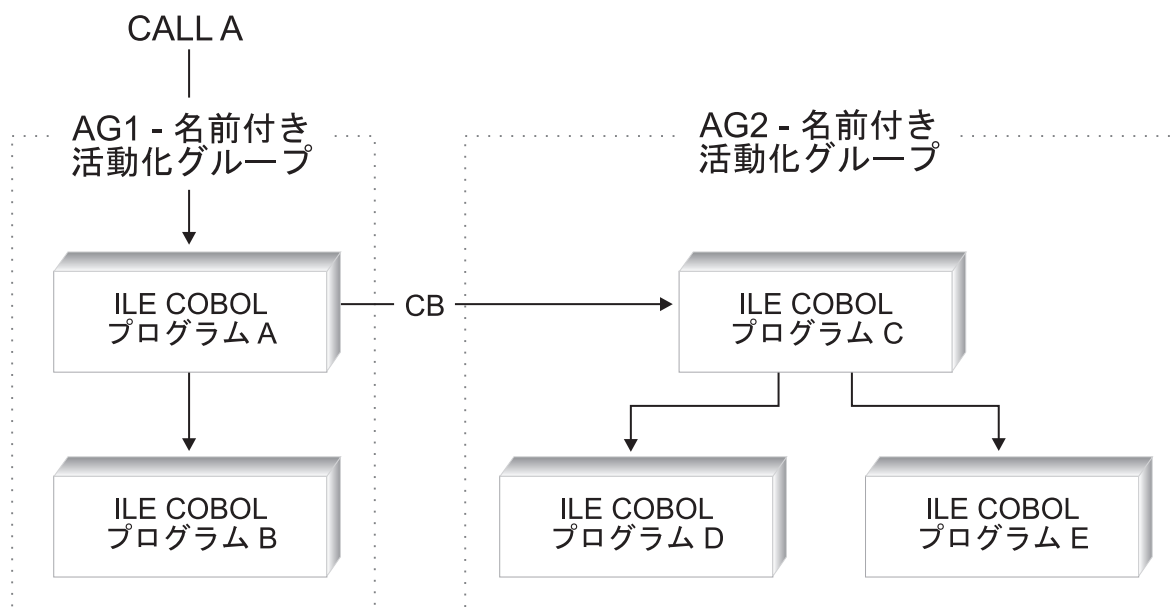 CALL A
AG1 - 名前付き
活動化グループ
AG2 - 名前付き
活動化グループ
ILE COBOL
プログラム A
CB
ILE COBOL
プログラム C
ILE COBOL
プログラム B
ILE COBOL
プログラム D
ILE COBOL
プログラム E